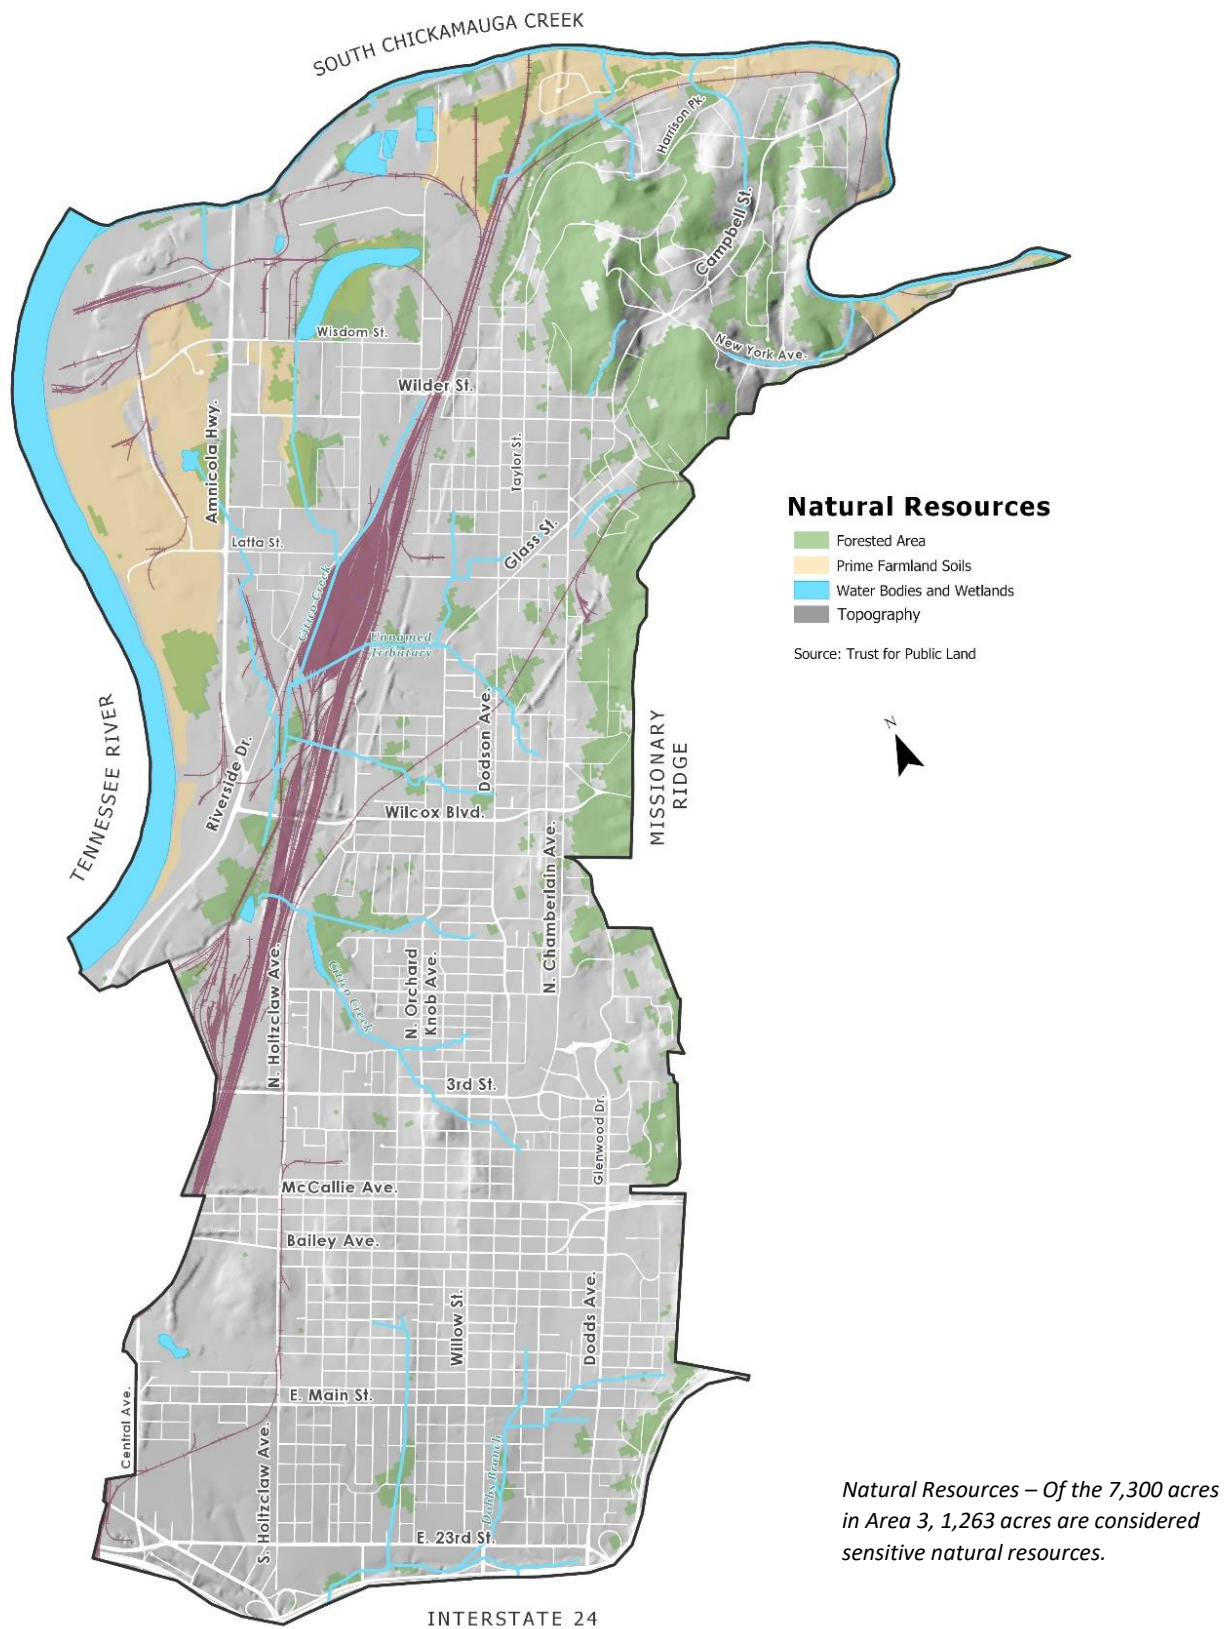 SOUTH CHICKAMAUGA CREEK
Harrison Pk.
Campbell St.
Wisdom St.
New York Ave.
Wilder St.
Amnicola Hwy.
Taylor St.
Natural Resources
Forested Area
Prime Farmland Soils
Water Bodies and Wetlands
Topography
Source: Trust for Public Land
Glass St.
Latta St.
Citico Creek
Unnamed
Tributary
N
TENNESSEE RIVER
Riverside Dr.
Dodson Ave.
MISSIONARY
RIDGE
Wilcox Blvd.
N. Chamberlain Ave.
N. Holtzclaw Ave.
Citico Creek
N. Orchard
Knob Ave.
3rd St.
Glenwood Dr.
McCallie Ave.
Bailey Ave.
Willow St.
Dodds Ave.
E. Main St.
Central Ave.
S. Holtzclaw Ave.
Dobbs Branch
E. 23rd St.
Natural Resources – Of the 7,300 acres
in Area 3, 1,263 acres are considered
sensitive natural resources.
INTERSTATE 24